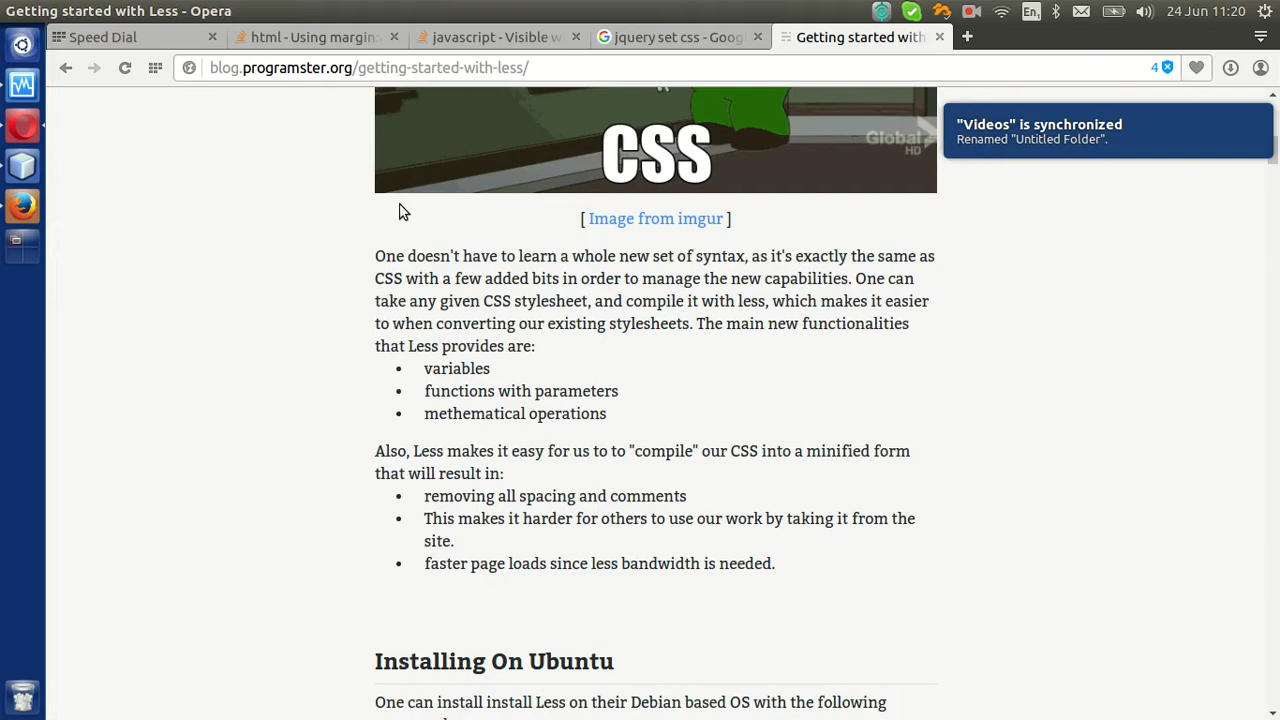 Getting started with Less - Opera
En1
24 Jun 11:20
Speed Dial
html - Using margin:
javascript - Visible w
jquery set css - Goog
Getting started with
blog.programster.org/getting-started-with-less/
4
"Videos" is synchronized
Renamed "Untitled Folder".
Global
HD
CSS
[ Image from imgur ]
One doesn't have to learn a whole new set of syntax, as it's exactly the same as
CSS with a few added bits in order to manage the new capabilities. One can
take any given CSS stylesheet, and compile it with less, which makes it easier
to when converting our existing stylesheets. The main new functionalities
that Less provides are:
• variables
• functions with parameters
• methematical operations
Also, Less makes it easy for us to to "compile" our CSS into a minified form
that will result in:
• removing all spacing and comments
• This makes it harder for others to use our work by taking it from the
site.
• faster page loads since less bandwidth is needed.
Installing On Ubuntu
One can install install Less on their Debian based OS with the following